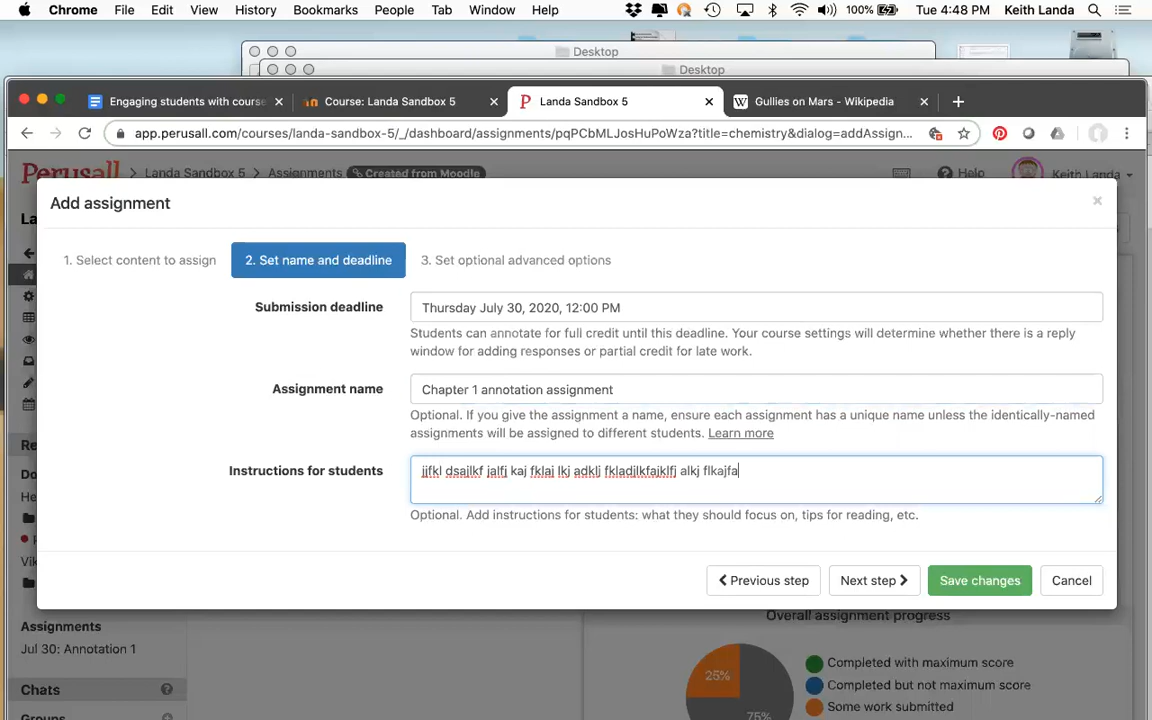 Chrome File Edit View History Bookmarks People Tab Window Help 100% Tue 4:48 PM Keith Landa
Desktop
Desktop
Engaging students with course Course: Landa Sandbox 5 Landa Sandbox 5 Gullies on Mars - Wikipedia
app.perusall.com/courses/landa-sandbox-5/_/dashboard/assignments/pqPCbMLJosHuPoWza?title=chemistry&dialog=addAssign...
Perusall Landa Sandbox 5 Assignments Created from Moodle Help Keith Landa
Add assignment
1. Select content to assign 2. Set name and deadline 3. Set optional advanced options
Submission deadline Thursday July 30, 2020, 12:00 PM
Students can annotate for full credit until this deadline. Your course settings will determine whether there is a reply
window for adding responses or partial credit for late work.
Assignment name Chapter 1 annotation assignment
Optional. If you give the assignment a name, ensure each assignment has a unique name unless the identically-named
assignments will be assigned to different students. Learn more
Instructions for students jjfkl dsajlkf jalfj kaj fklaj lkj adklj fkladjlkfajklfj alkj flkajfa
Optional. Add instructions for students: what they should focus on, tips for reading, etc.
Previous step Next step Save changes Cancel
Overall assignment progress
Assignments
Jul 30: Annotation 1
Completed with maximum score
25%
Completed but not maximum score
Chats
Some work submitted
Groups
75%